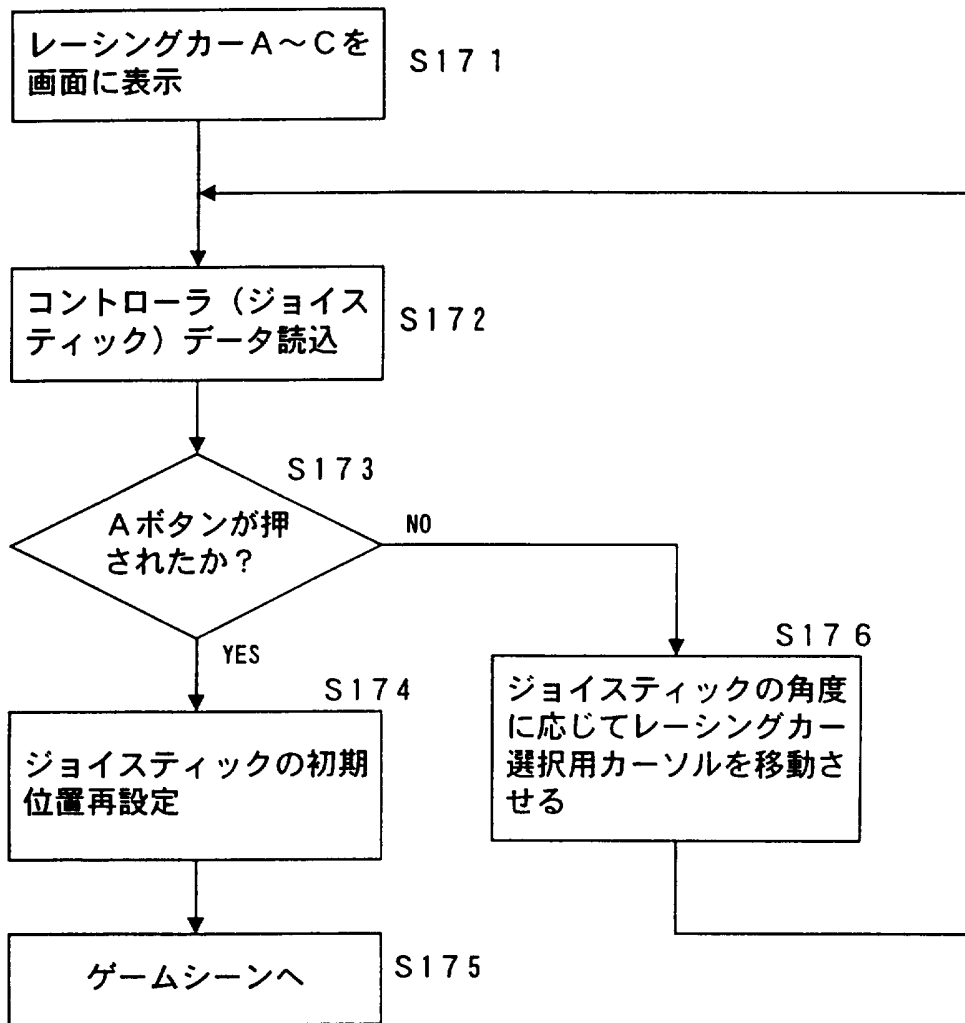 レーシングカーA～Cを
画面に表示
S171
コントローラ（ジョイス
ティック）データ読込
S172
S173
Aボタンが押
されたか？
NO
YES
S174
ジョイスティックの初期
位置再設定
S176
ジョイスティックの角度
に応じてレーシングカー
選択用カーソルを移動さ
せる
ゲームシーンへ
S175